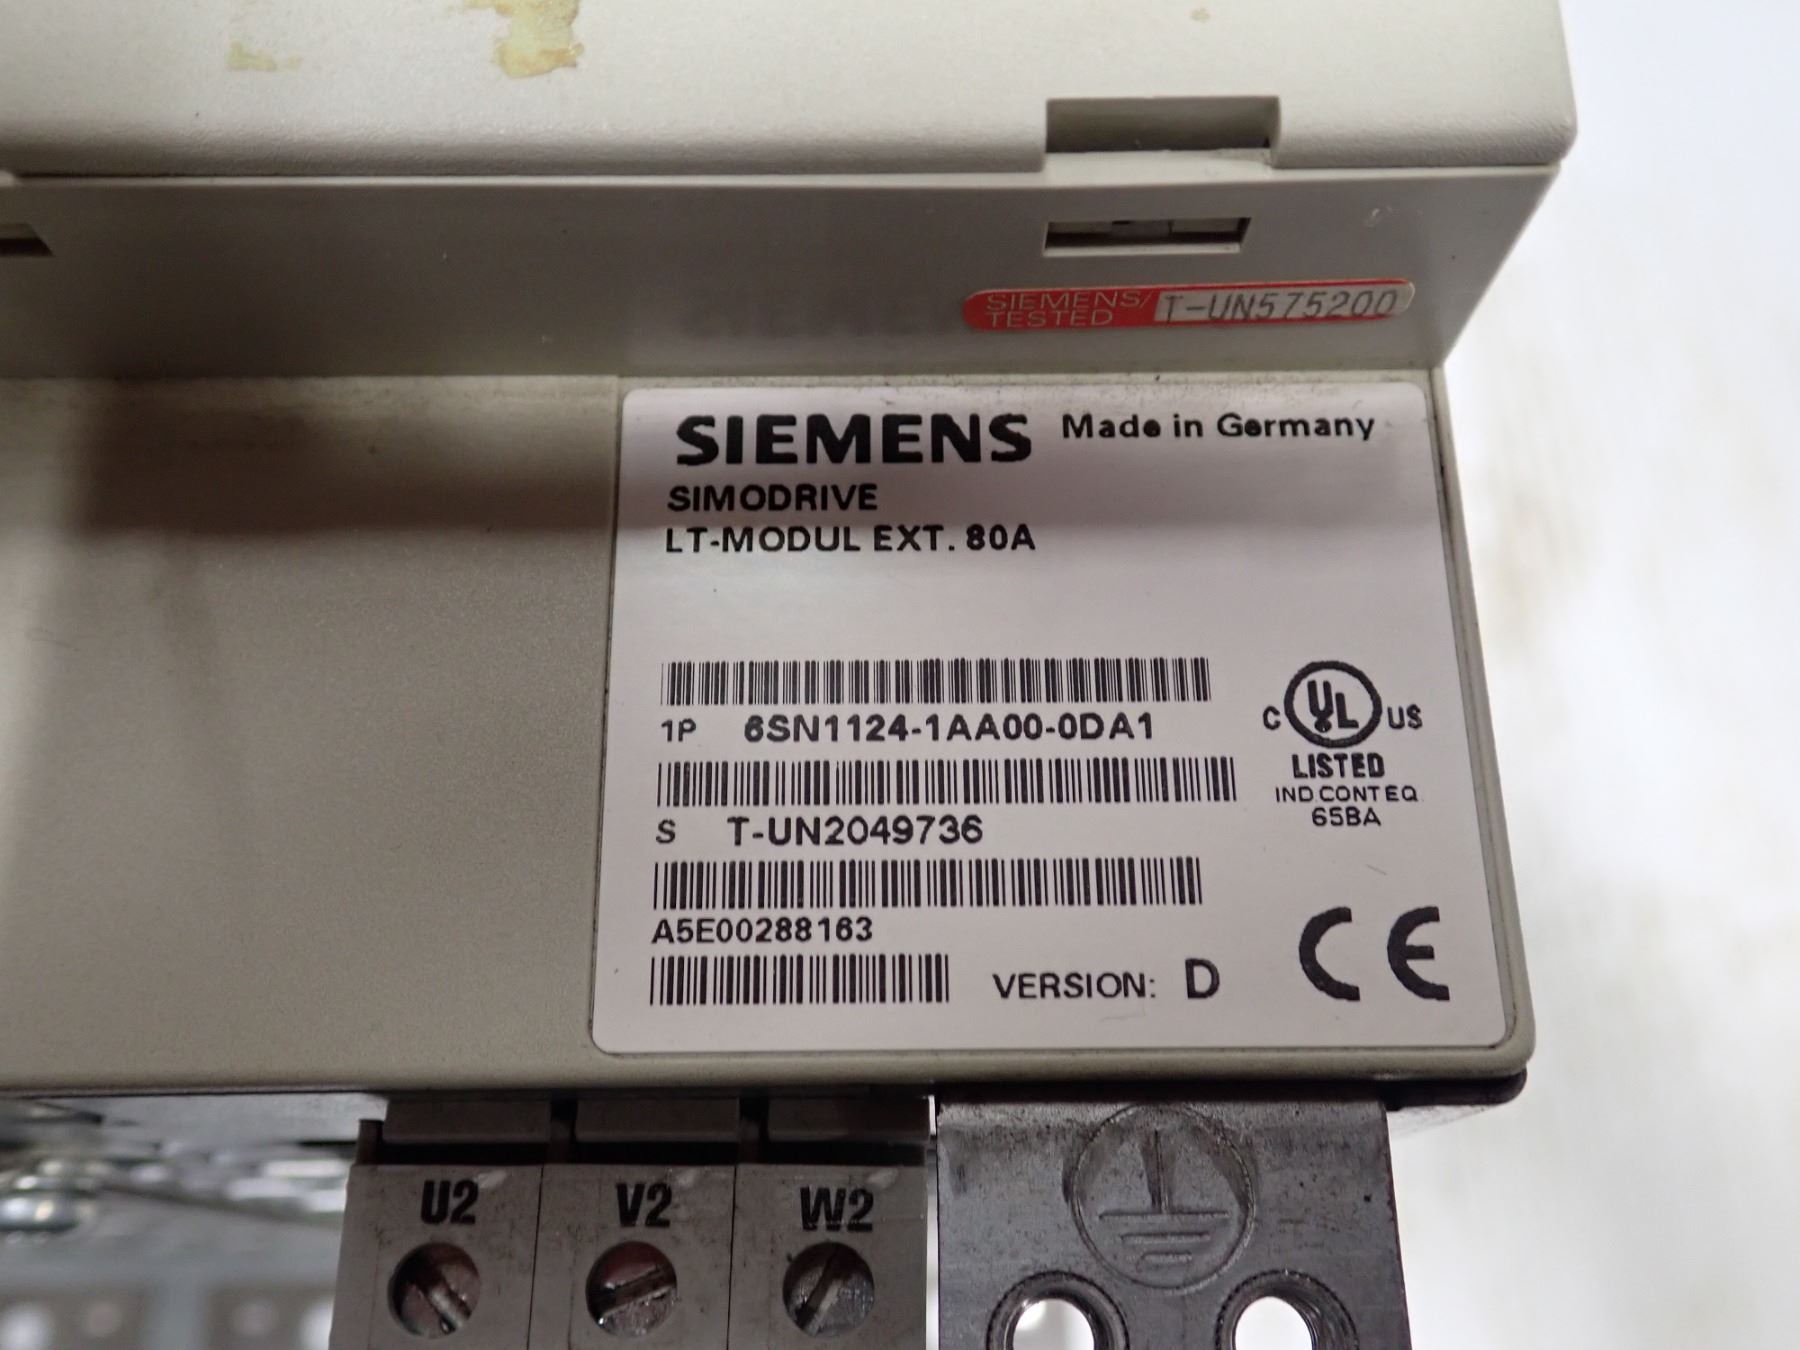 SIEMENS/ T-UN575200
TESTED
SIEMENS Made in Germany
SIMODRIVE
LT-MODUL EXT. 80A
1P 6SN1124-1AA00-0DA1
C UL US
LISTED
IND.CONT.EQ.
65BA
S T-UN2049736
A5E00288163
VERSION: D CE
U2 V2 W2